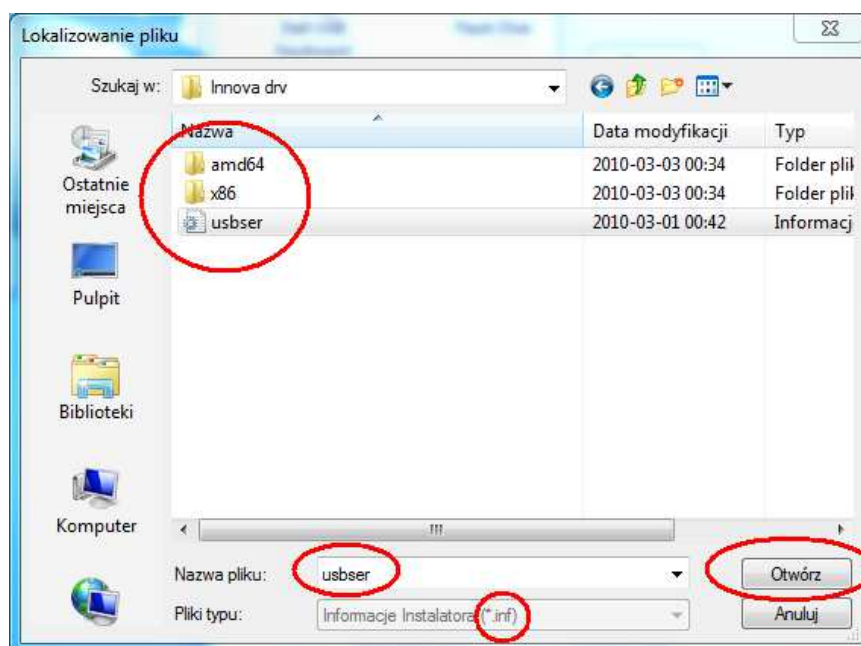 Lokalizowanie pliku
Szukaj w: Innova drv
Nazwa Data modyfikacji Typ
amd64 2010-03-03 00:34 Folder plik
x86 2010-03-03 00:34 Folder plik
usbser 2010-03-01 00:42 Informacj
Ostatnie miejsca
Pulpit
Biblioteki
Komputer
Nazwa pliku: usbser Otwórz
Pliki typu: Informacje Instalatora (*.inf) Anuluj